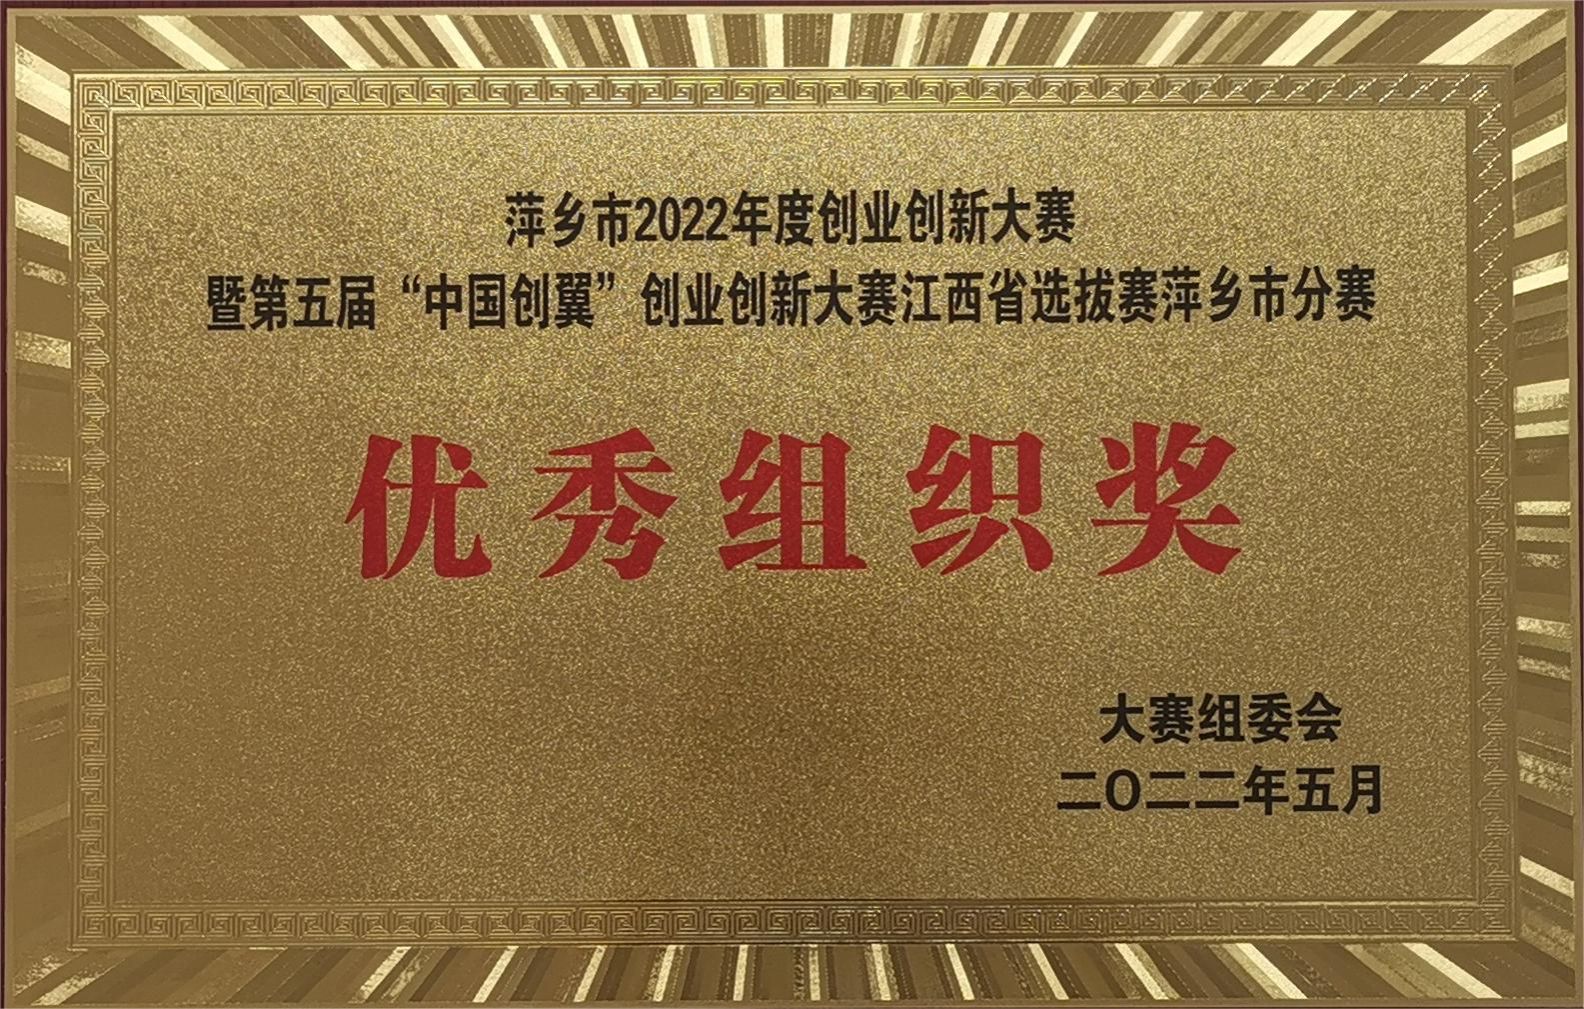 萍乡市2022年度创业创新大赛
暨第五届“中国创翼”创业创新大赛江西省选拔赛萍乡市分赛
优秀组织奖
大赛组委会
二〇二二年五月